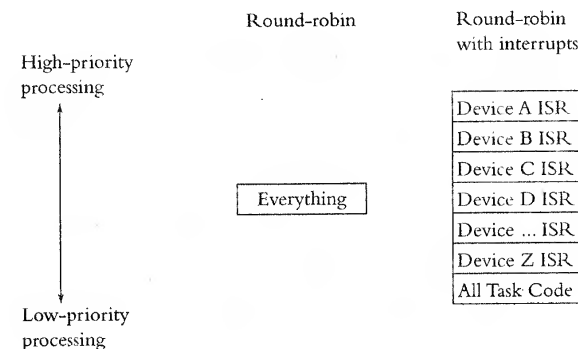 Round-robin
Round-robin
with interrupts
High-priority
processing
Device A ISR
Device B ISR
Device C ISR
Device D ISR
Device ... ISR
Device Z ISR
All Task Code
Everything
Low-priority
processing